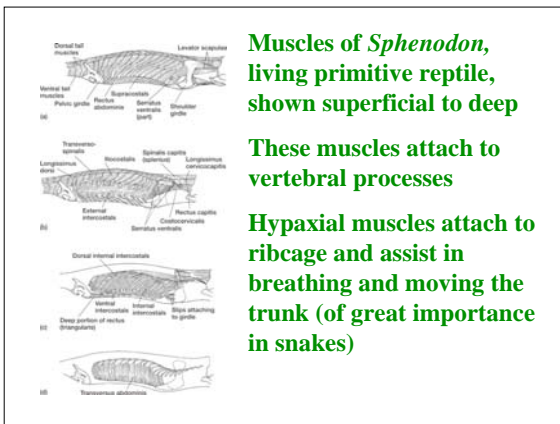 Dorsal tail
muscles
Levator scapulae
Ventral tail
muscles
Pelvic girdle
Rectus
abdominis
Supracostals
Serratus
ventralis
(part)
Shoulder
girdle
(a)
Transverso-
spinalis
Longissimus
dorsi
Iliocostalis
Spinalis capitis
(splenius)
Longissimus
cervicocapitis
External
intercostals
Rectus capitis
Costocervicalis
Serratus ventralis
(b)
Dorsal internal intercostals
Ventral
intercostals
Internal
intercostals
Slips attaching
to girdle
Deep portion of rectus
(triangularis)
(c)
Transversus abdominis
(d)
Muscles of Sphenodon,
living primitive reptile,
shown superficial to deep
These muscles attach to
vertebral processes
Hypaxial muscles attach to
ribcage and assist in
breathing and moving the
trunk (of great importance
in snakes)